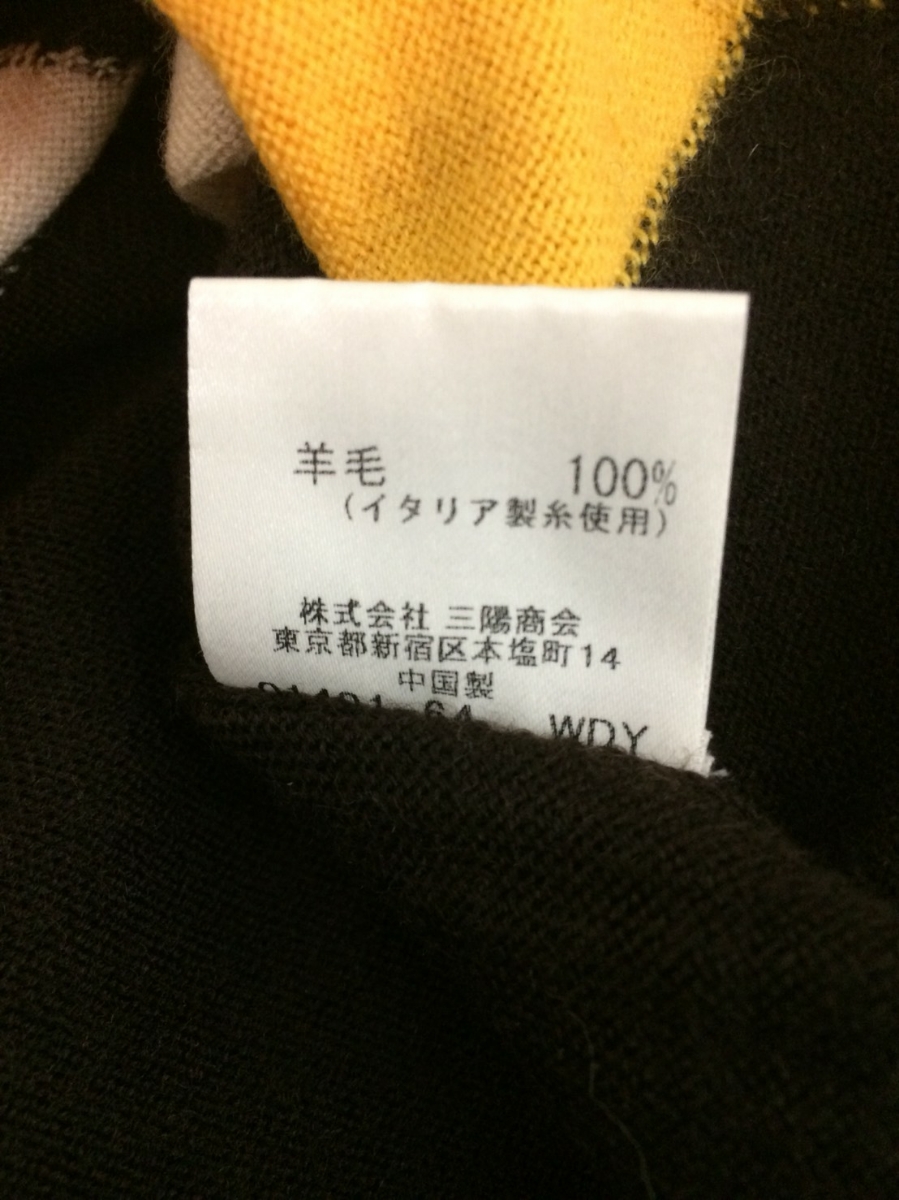 羊毛 100%
(イタリア製糸使用)
株式会社 三陽商会
東京都新宿区本塩町14
中国製
WDY